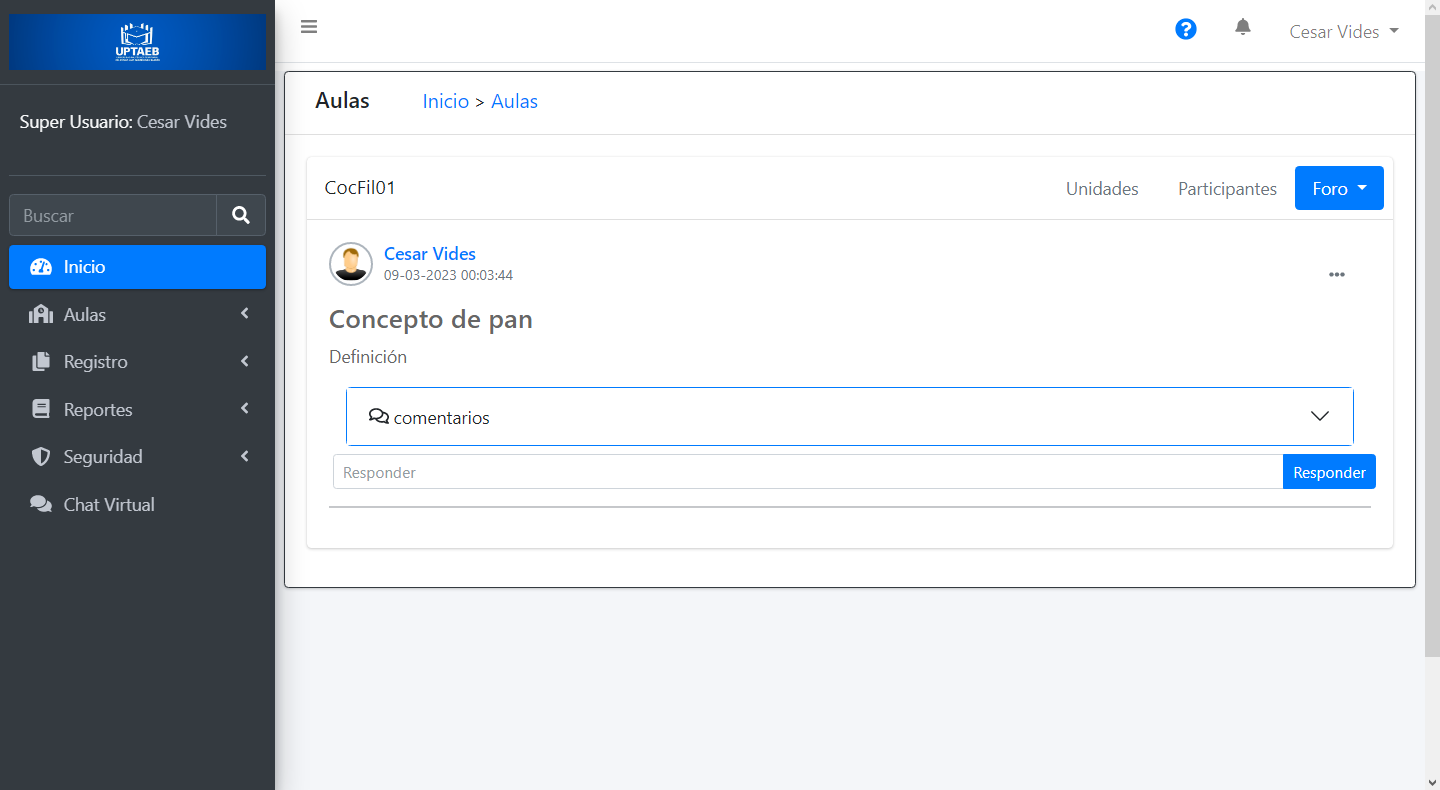 UPTAEB
Cesar Vides
Super Usuario: Cesar Vides
Aulas
Inicio > Aulas
Buscar
CocFil01
Unidades
Participantes
Foro
Inicio
Aulas
Registro
Reportes
Seguridad
Chat Virtual
Cesar Vides
09-03-2023 00:03:44
Concepto de pan
Definición
comentarios
Responder
Responder